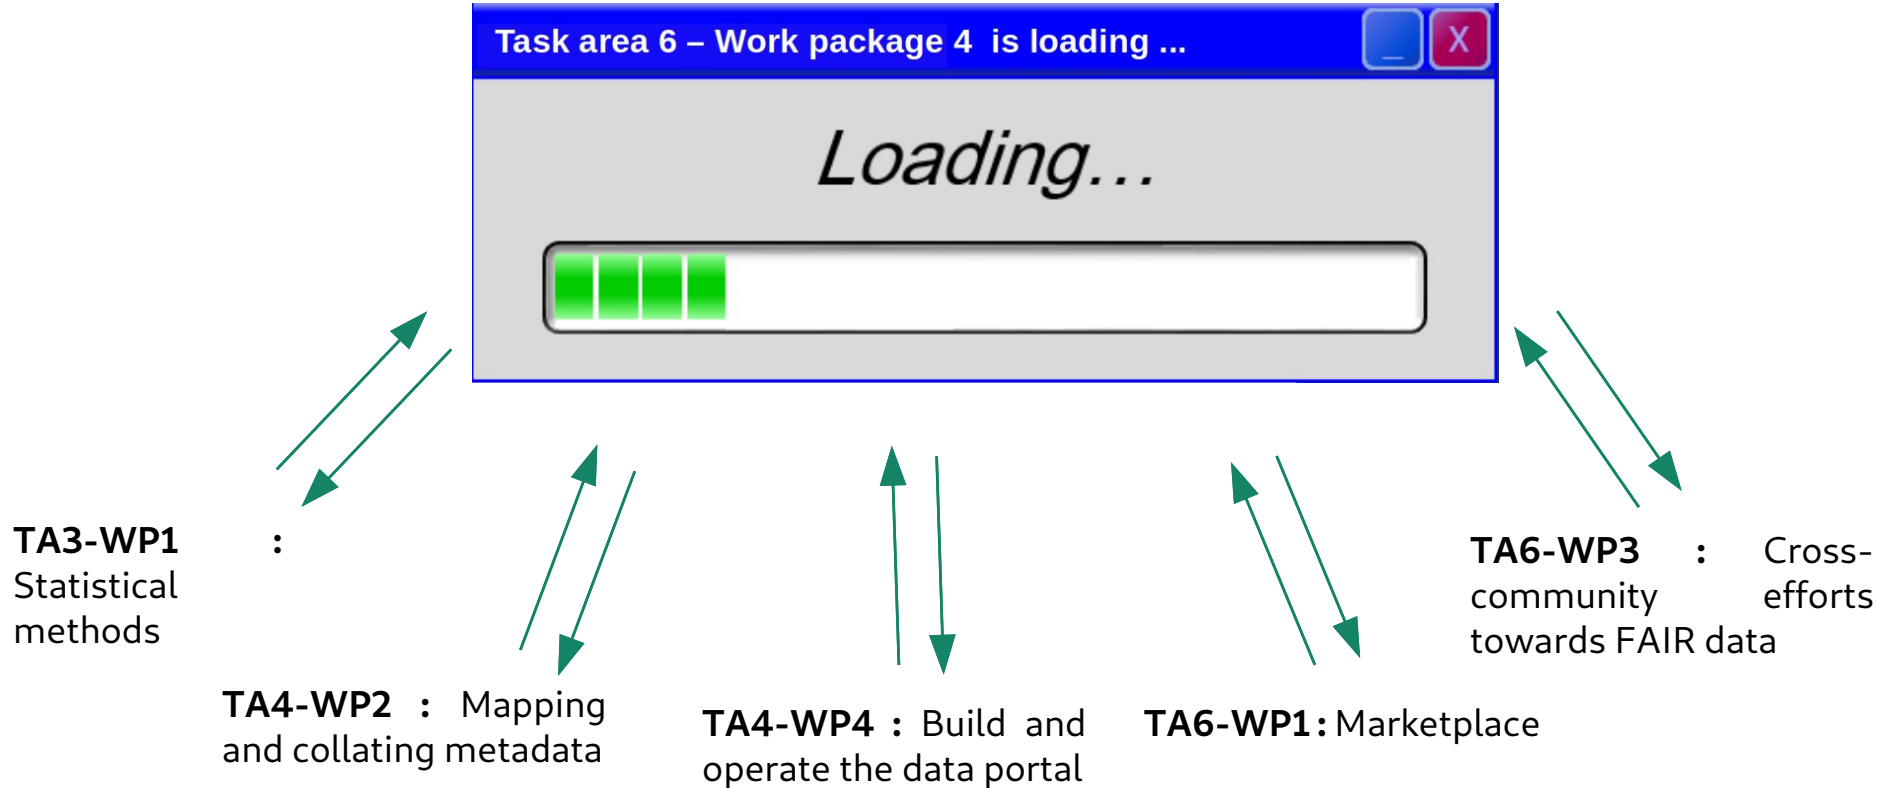 Task area 6 – Work package 4 is loading ...
_ X
Loading...
TA3-WP1 :
Statistical
methods
TA4-WP2 : Mapping
and collating metadata
TA4-WP4 : Build and
operate the data portal
TA6-WP1: Marketplace
TA6-WP3 : Cross-
community efforts
towards FAIR data